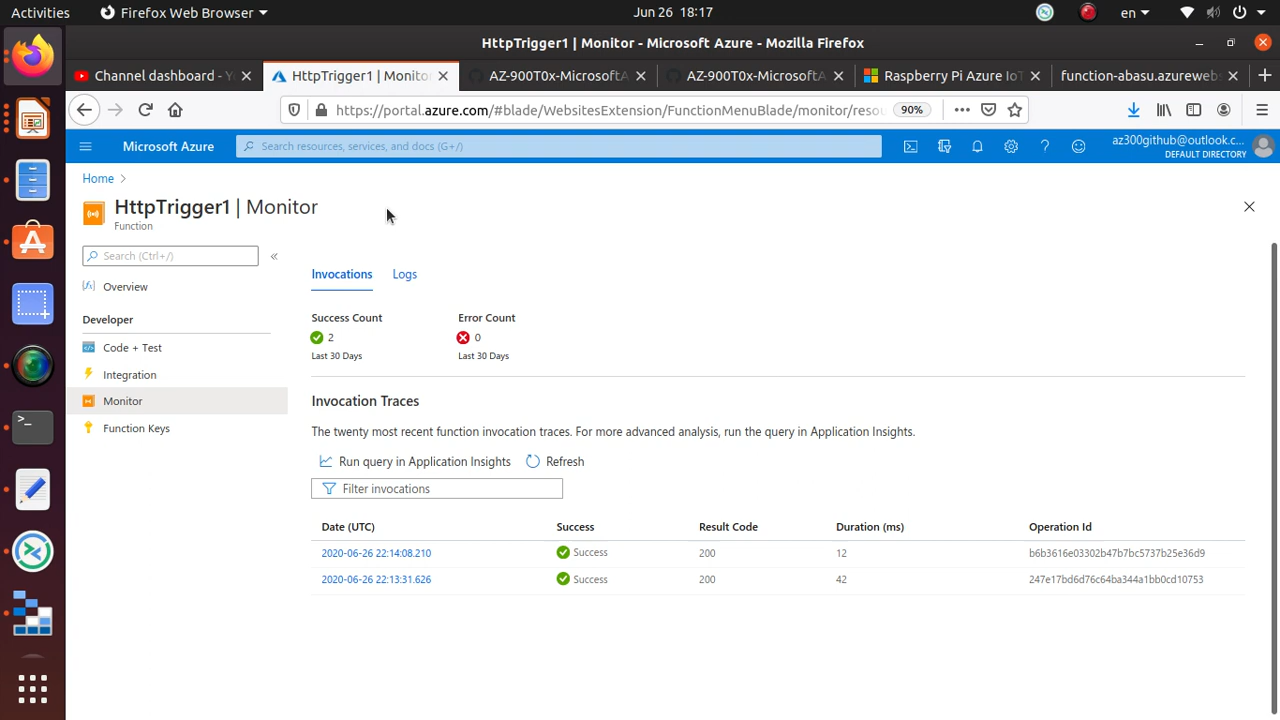 Activities
Firefox Web Browser
Jun 26 18:17
en
HttpTrigger1 | Monitor - Microsoft Azure - Mozilla Firefox
Channel dashboard - Y
HttpTrigger1 | Monitor
AZ-900T0x-MicrosoftA
AZ-900T0x-MicrosoftA
Raspberry Pi Azure IoT
function-abasu.azurewebs
https://portal.azure.com/#blade/WebsitesExtension/FunctionMenuBlade/monitor/resou
90%
Microsoft Azure
Search resources, services, and docs (G+/)
az300github@outlook.c...
DEFAULT DIRECTORY
Home
HttpTrigger1 | Monitor
Function
Search (Ctrl+/)
«
Overview
Developer
Code + Test
Integration
Monitor
Function Keys
Invocations
Logs
Success Count
Error Count
2
0
Last 30 Days
Last 30 Days
Invocation Traces
The twenty most recent function invocation traces. For more advanced analysis, run the query in Application Insights.
Run query in Application Insights
Refresh
Filter invocations
Date (UTC) Success Result Code Duration (ms) Operation Id
2020-06-26 22:14:08.210 Success 200 12 b6b3616e03302b47b7bc5737b25e36d9
2020-06-26 22:13:31.626 Success 200 42 247e17bd6d76c64ba344a1bb0cd10753